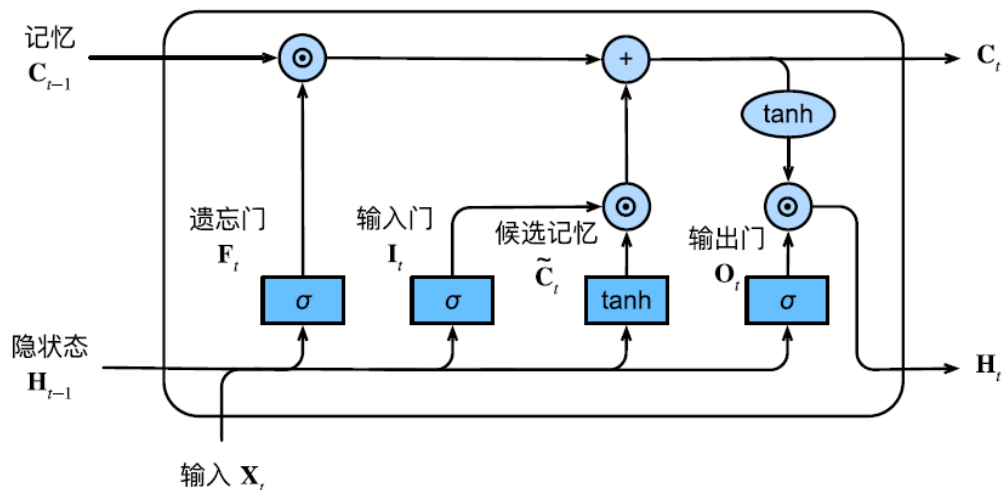 记忆
C_{t-1}
⊙
+
C_t
tanh
遗忘门
F_t
输入门
I_t
候选记忆
C̃_t
⊙
输出门
O_t
⊙
σ
σ
tanh
σ
隐状态
H_{t-1}
H_t
输入 X_t